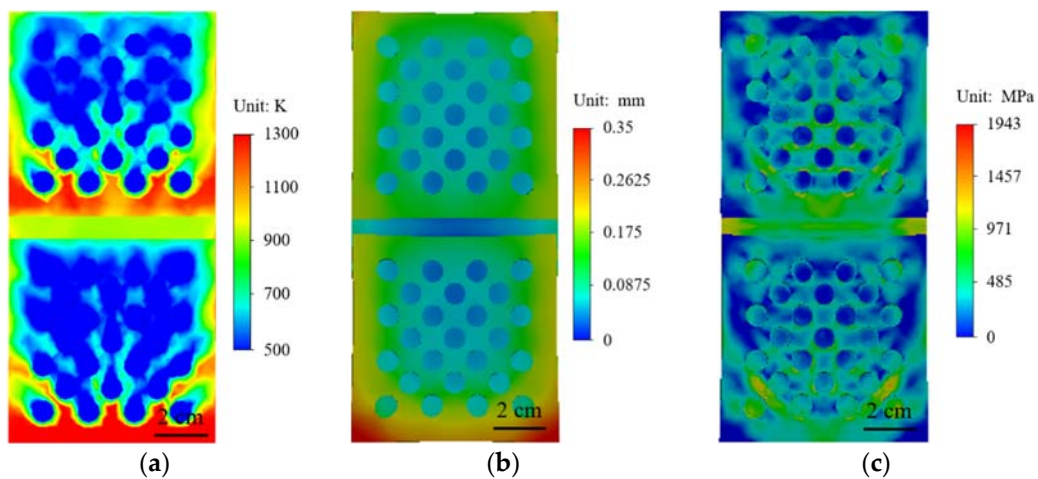 Unit: K
1300
1100
900
700
500
2 cm
(a)
Unit: mm
0.35
0.2625
0.175
0.0875
0
2 cm
(b)
Unit: MPa
1943
1457
971
485
0
2 cm
(c)